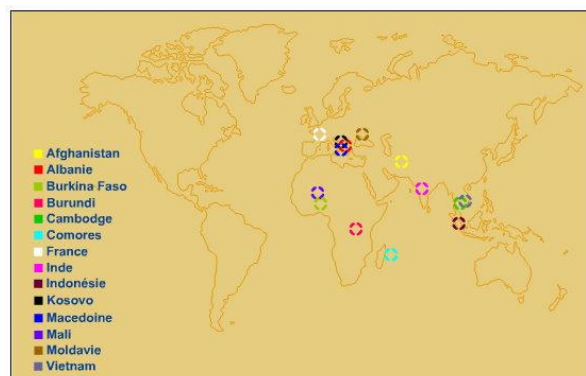 Afghanistan
Albanie
Burkina Faso
Burundi
Cambodge
Comores
France
Inde
Indonésie
Kosovo
Macedoine
Mali
Moldavie
Vietnam